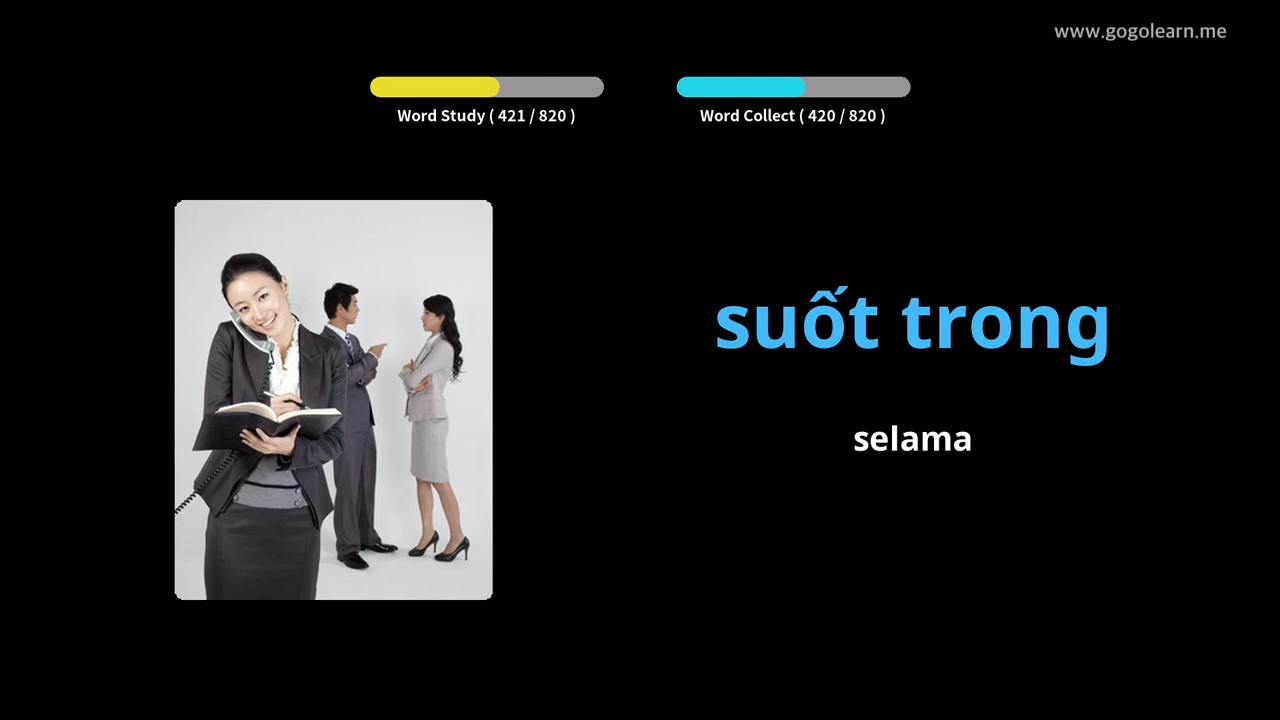 www.gogolearn.me
Word Study ( 421 / 820 )
Word Collect ( 420 / 820 )
suốt trong
selama